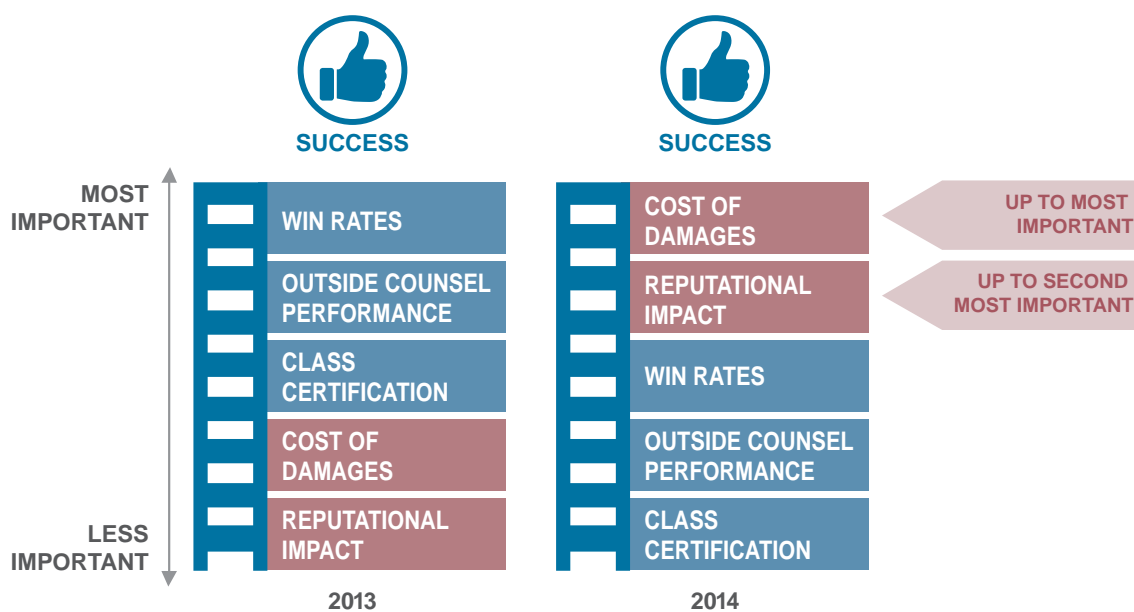 SUCCESS
SUCCESS
MOST
IMPORTANT
LESS
IMPORTANT
WIN RATES
OUTSIDE COUNSEL
PERFORMANCE
CLASS
CERTIFICATION
COST OF
DAMAGES
REPUTATIONAL
IMPACT
2013
COST OF
DAMAGES
REPUTATIONAL
IMPACT
WIN RATES
OUTSIDE COUNSEL
PERFORMANCE
CLASS
CERTIFICATION
2014
UP TO MOST
IMPORTANT
UP TO SECOND
MOST IMPORTANT